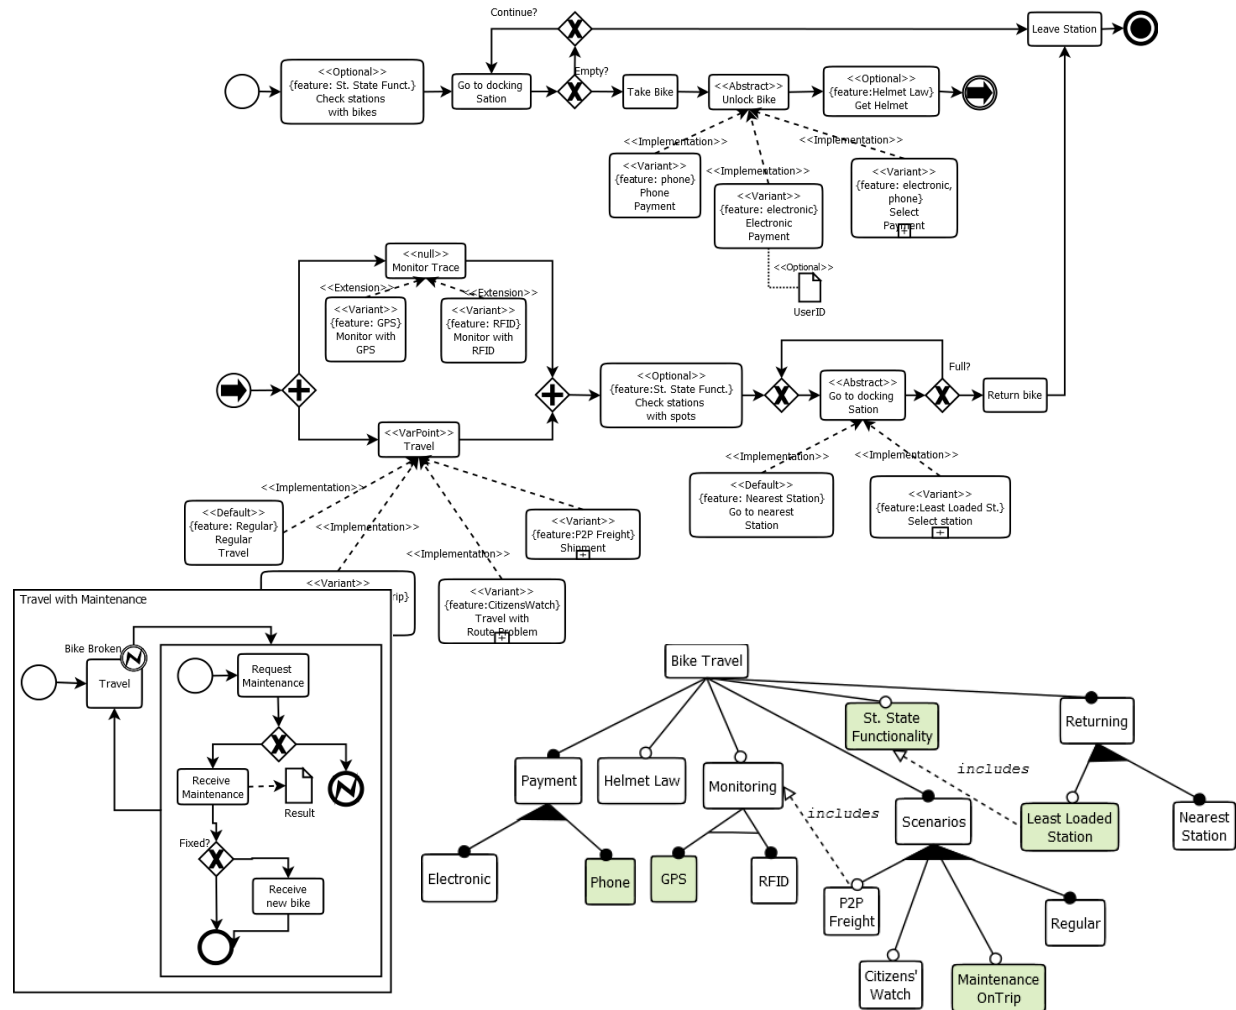 Continue?
Leave Station
<<Optional>>
{feature: St. State Funct.}
Check stations
with bikes
Go to docking
Sation
Empty?
Take Bike
<<Abstract>>
Unlock Bike
<<Optional>>
{feature:Helmet Law}
Get Helmet
<<Implementation>>
<<Implementation>>
<<Implementation>>
<<Variant>>
{feature: phone}
Phone
Payment
<<Variant>>
{feature: electronic}
Electronic
Payment
<<Variant>>
{feature: electronic,
phone}
Select
Payment
<<Optional>>
UserID
<<null>>
Monitor Trace
<<Extension>>
<<Extension>>
<<Variant>>
{feature: GPS}
Monitor with
GPS
<<Variant>>
{feature: RFID}
Monitor with
RFID
<<VarPoint>>
Travel
<<Optional>>
{feature:St. State Funct.}
Check stations
with spots
<<Abstract>>
Go to docking
Sation
Full?
Return bike
<<Implementation>>
<<Implementation>>
<<Default>>
{feature: Nearest Station}
Go to nearest
Station
<<Variant>>
{feature:Least Loaded St.}
Select station
<<Implementation>>
<<Implementation>>
<<Implementation>>
<<Default>>
{feature: Regular}
Regular
Travel
<<Variant>>
{feature:P2P Freight}
Shipment
<<Variant>>
rip}
<<Variant>>
{feature:CitizensWatch}
Travel with
Route Problem
Travel with Maintenance
Bike Broken
Travel
Request
Maintenance
Receive
Maintenance
Result
Fixed?
Receive
new bike
Bike Travel
St. State
Functionality
Returning
Payment
Helmet Law
Monitoring
includes
includes
Scenarios
Least Loaded
Station
Nearest
Station
Electronic
Phone
GPS
RFID
P2P
Freight
Regular
Citizens'
Watch
Maintenance
OnTrip